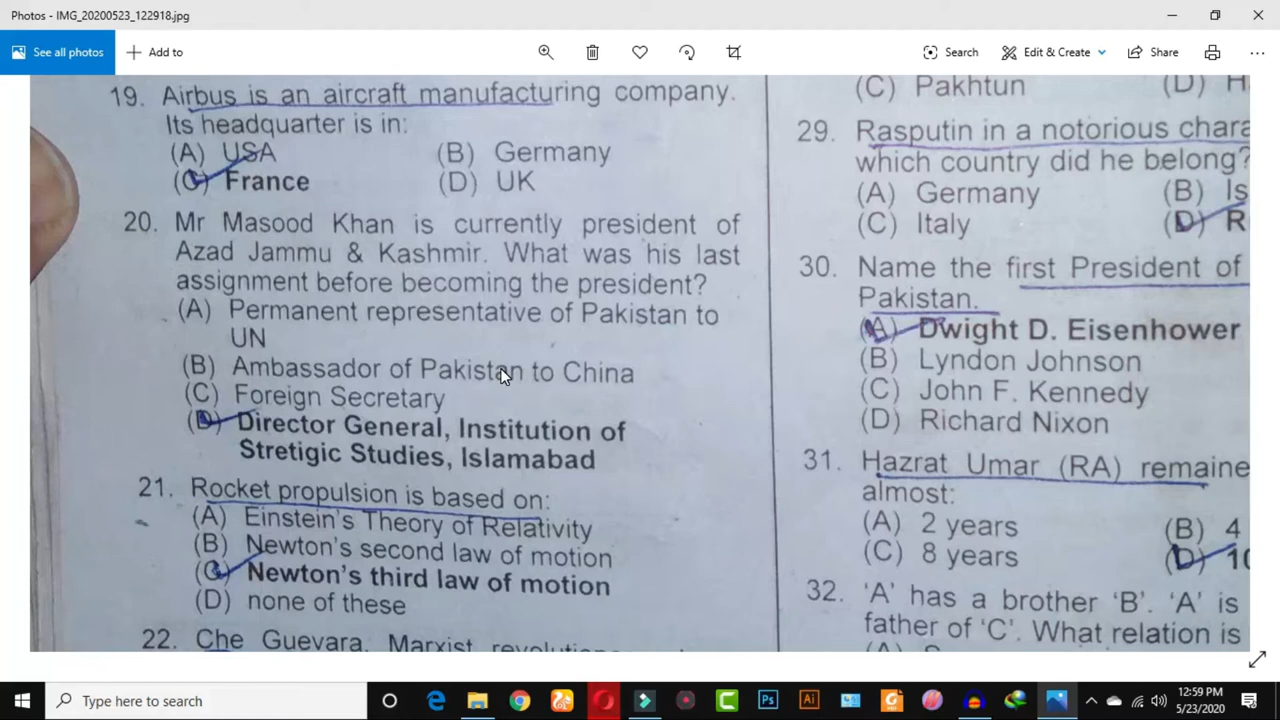 Photos - IMG_20200523_122918.jpg
See all photos
Add to
Search
Edit & Create
Share
19. Airbus is an aircraft manufacturing company.
Its headquarter is in:
(A) USA (B) Germany
(C) France (D) UK
20. Mr Masood Khan is currently president of
Azad Jammu & Kashmir. What was his last
assignment before becoming the president?
(A) Permanent representative of Pakistan to
UN
(B) Ambassador of Pakistan to China
(C) Foreign Secretary
(D) Director General, Institution of
Stretigic Studies, Islamabad
21. Rocket propulsion is based on:
(A) Einstein's Theory of Relativity
(B) Newton's second law of motion
(C) Newton's third law of motion
(D) none of these
22. Che Guevara, Marxist
(C) Pakhtun (D) H
29. Rasputin in a notorious chara
which country did he belong?
(A) Germany (B) Is
(C) Italy (D) R
30. Name the first President of
Pakistan.
(A) Dwight D. Eisenhower
(B) Lyndon Johnson
(C) John F. Kennedy
(D) Richard Nixon
31. Hazrat Umar (RA) remaine
almost:
(A) 2 years (B) 4
(C) 8 years (D) 10
32. 'A' has a brother 'B'. 'A' is
father of 'C'. What relation is
Type here to search
12:59 PM
5/23/2020